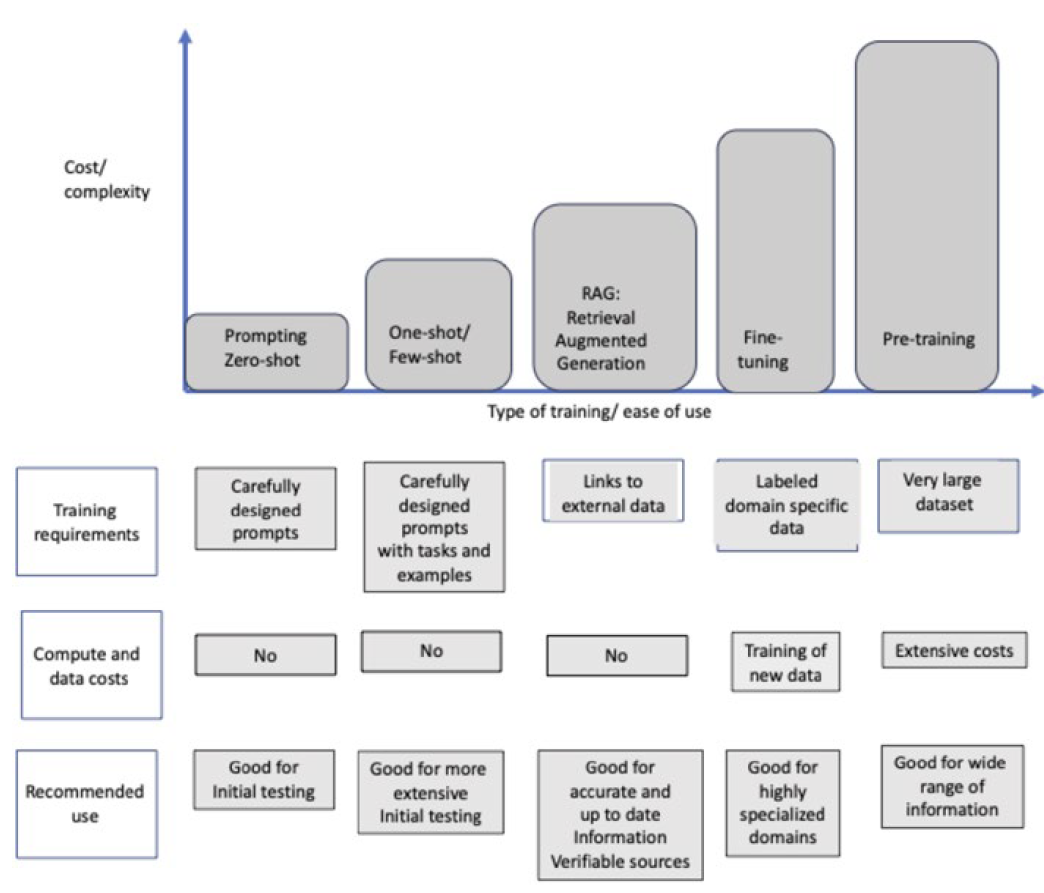 Cost/
complexity
Prompting
Zero-shot
One-shot/
Few-shot
RAG:
Retrieval
Augmented
Generation
Fine-
tuning
Pre-training
Type of training/ ease of use
Training
requirements
Carefully
designed
prompts
Carefully
designed
prompts
with tasks and
examples
Links to
external data
Labeled
domain specific
data
Very large
dataset
Compute and
data costs
No
No
No
Training of
new data
Extensive costs
Recommended
use
Good for
Initial testing
Good for more
extensive
Initial testing
Good for
accurate and
up to date
Information
Verifiable sources
Good for
highly
specialized
domains
Good for wide
range of
information